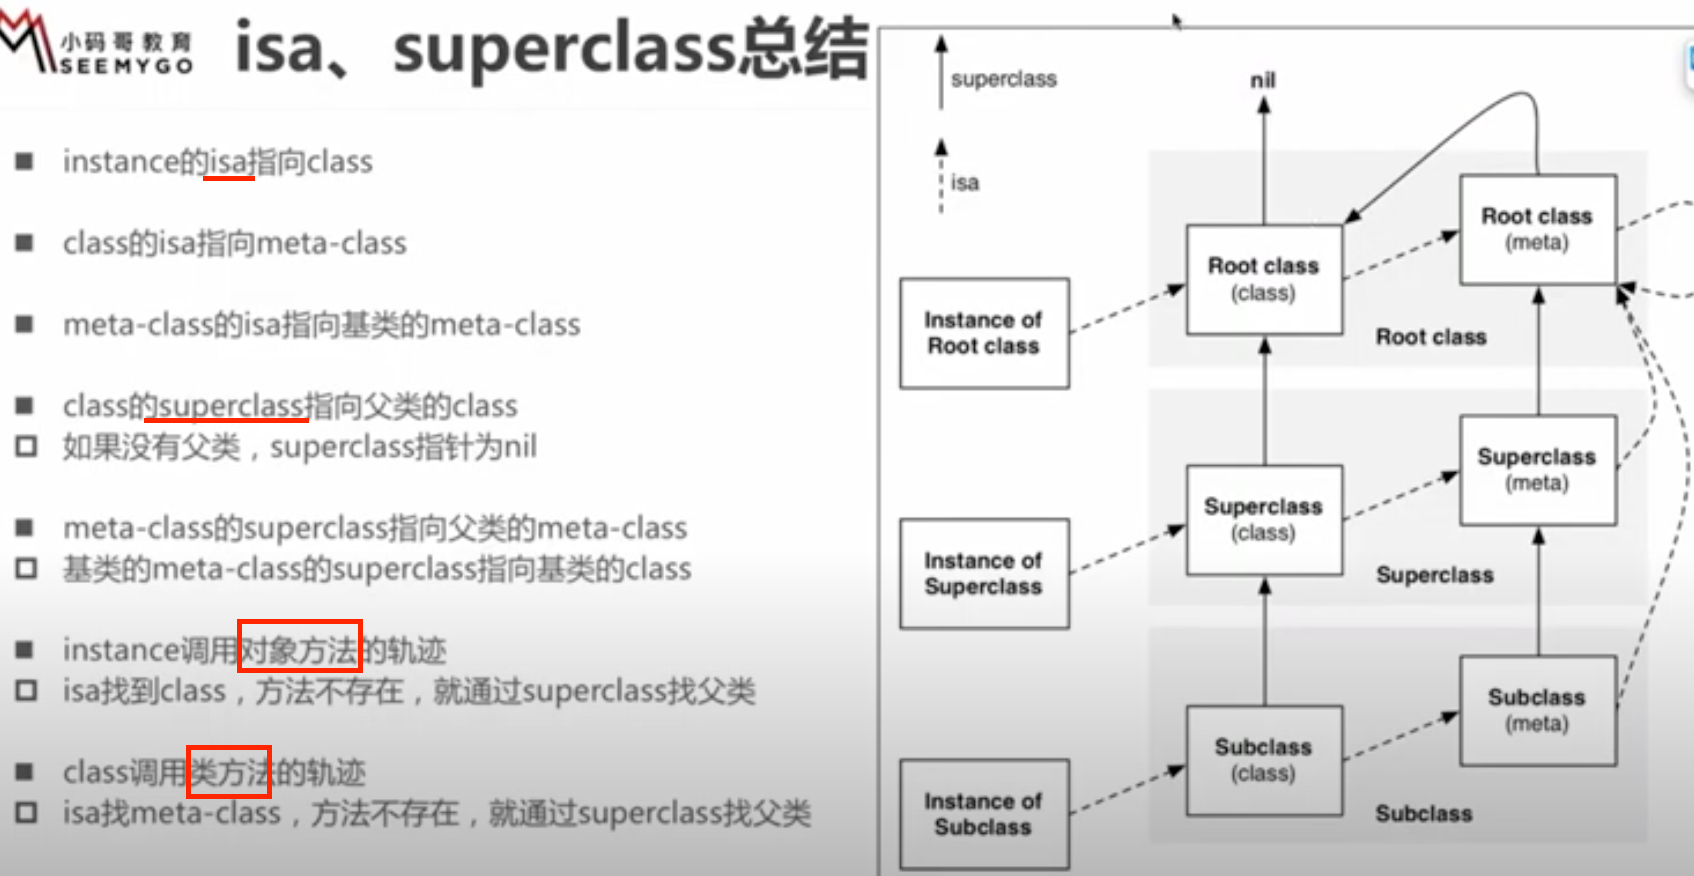 小码哥教育
SEEMYGO
isa、superclass总结
instance的isa指向class
class的isa指向meta-class
meta-class的isa指向基类的meta-class
class的superclass指向父类的class
如果没有父类，superclass指针为nil
meta-class的superclass指向父类的meta-class
基类的meta-class的superclass指向基类的class
instance调用对象方法的轨迹
isa找到class，方法不存在，就通过superclass找父类
class调用类方法的轨迹
isa找meta-class，方法不存在，就通过superclass找父类
superclass
isa
nil
Root class
(meta)
Root class
(class)
Instance of
Root class
Root class
Superclass
(meta)
Superclass
(class)
Instance of
Superclass
Superclass
Subclass
(meta)
Subclass
(class)
Instance of
Subclass
Subclass